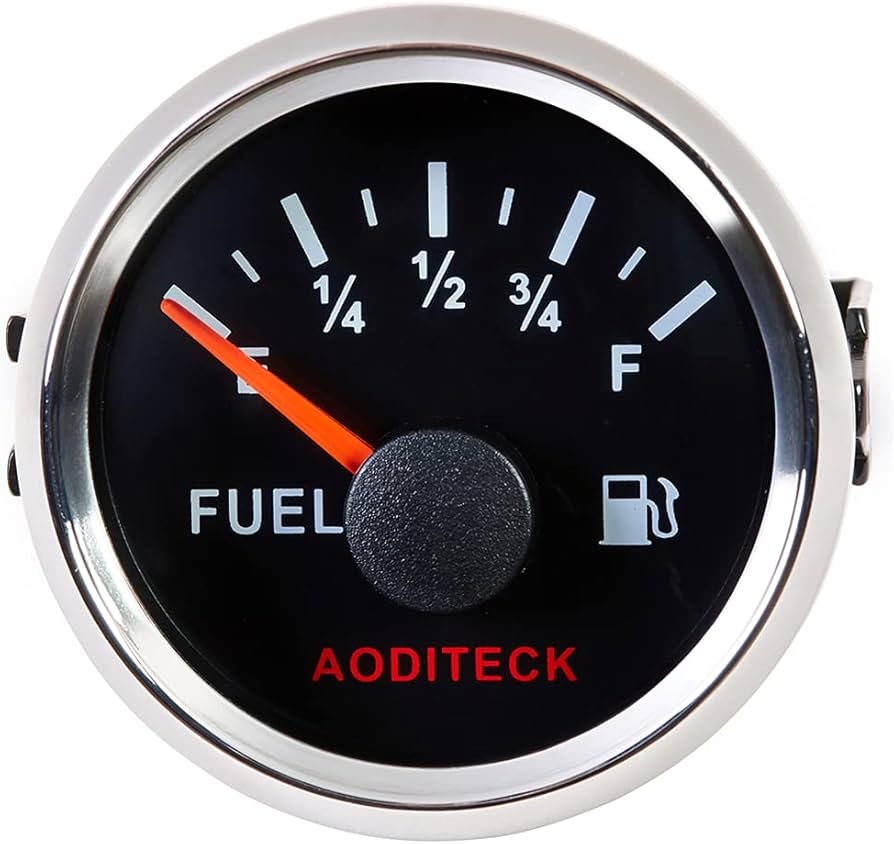 ¼ ½ ¾
E F
FUEL
AODITECK